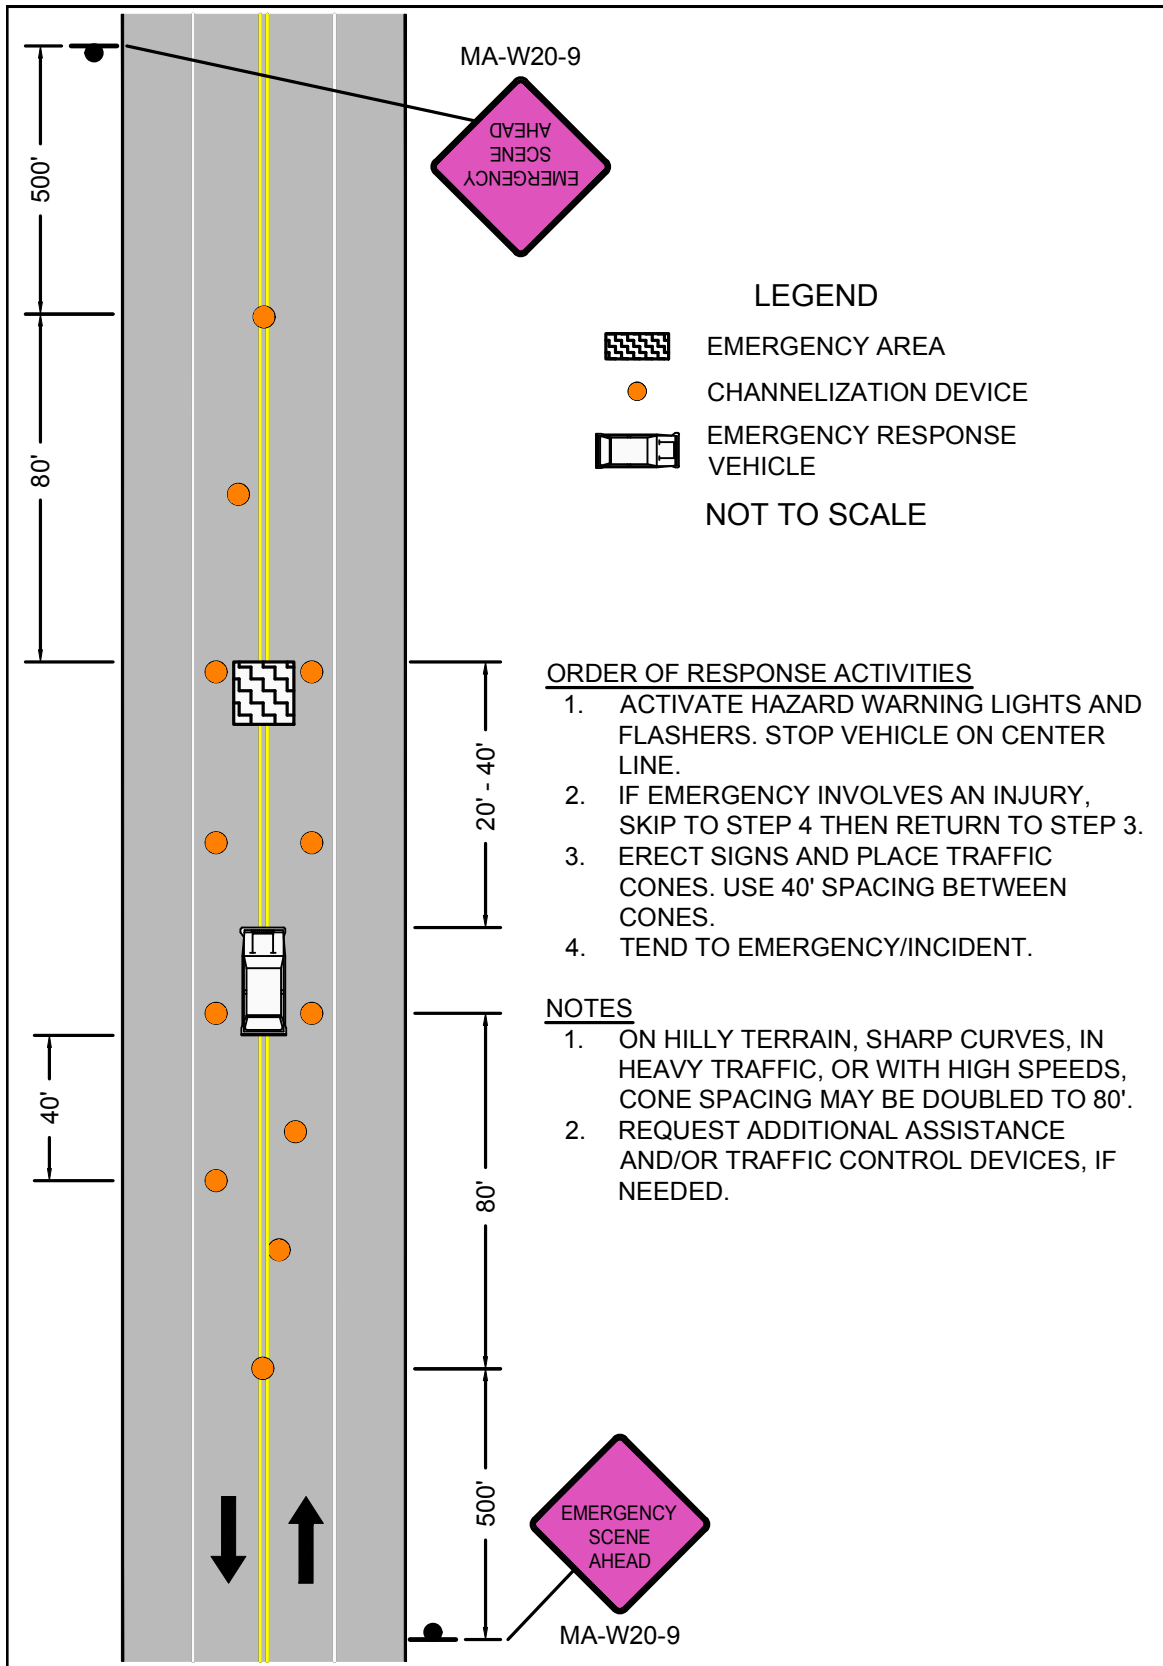 MA-W20-9
EMERGENCY
SCENE
AHEAD
500'
80'
LEGEND
EMERGENCY AREA
CHANNELIZATION DEVICE
EMERGENCY RESPONSE
VEHICLE
NOT TO SCALE
20' - 40'
ORDER OF RESPONSE ACTIVITIES
1. ACTIVATE HAZARD WARNING LIGHTS AND
FLASHERS. STOP VEHICLE ON CENTER
LINE.
2. IF EMERGENCY INVOLVES AN INJURY,
SKIP TO STEP 4 THEN RETURN TO STEP 3.
3. ERECT SIGNS AND PLACE TRAFFIC
CONES. USE 40' SPACING BETWEEN
CONES.
4. TEND TO EMERGENCY/INCIDENT.
NOTES
1. ON HILLY TERRAIN, SHARP CURVES, IN
HEAVY TRAFFIC, OR WITH HIGH SPEEDS,
CONE SPACING MAY BE DOUBLED TO 80'.
2. REQUEST ADDITIONAL ASSISTANCE
AND/OR TRAFFIC CONTROL DEVICES, IF
NEEDED.
40'
80'
500'
EMERGENCY
SCENE
AHEAD
MA-W20-9